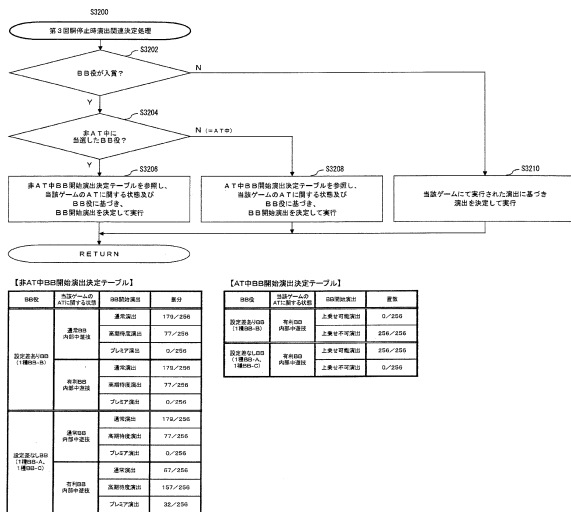 S3200
第３回胴停止時演出関連決定処理
S3202
ＢＢ役が入賞？
N
Y
S3204
非ＡＴ中に
当選したＢＢ役？
N (＝ＡＴ中)
Y
S3206
非ＡＴ中ＢＢ開始演出決定テーブルを参照し、
当該ゲームのＡＴに関する状態及び
ＢＢ役に基づき、
ＢＢ開始演出を決定して実行
S3208
ＡＴ中ＢＢ開始演出決定テーブルを参照し、
当該ゲームのＡＴに関する状態及び
ＢＢ役に基づき、
ＢＢ開始演出を決定して実行
S3210
当該ゲームにて実行された演出に基づき
演出を決定して実行
ＲＥＴＵＲＮ
【非AT中BB開始演出決定テーブル】
BB役 当該ゲームのATに関する状態 BB開始演出
設定差ありBB (1種BB-B)
通常BB内部中遊技
通常演出 179/256
高期待度演出 77/256
プレミア演出 0/256
有利BB内部中遊技
通常演出 179/256
高期待度演出 77/256
プレミア演出 0/256
設定差なしBB (1種BB-A、1種BB-C)
通常BB内部中遊技
通常演出 179/256
高期待度演出 77/256
プレミア演出 0/256
有利BB内部中遊技
通常演出 67/256
高期待度演出 157/256
プレミア演出 32/256
【AT中BB開始演出決定テーブル】
BB役 当該ゲームのATに関する状態 BB開始演出 置数
設定差ありBB (1種BB-B)
有利BB内部中遊技
上乗せ可能演出 0/256
上乗せ不可演出 256/256
設定差なしBB (1種BB-A、1種BB-C)
有利BB内部中遊技
上乗せ可能演出 256/256
上乗せ不可演出 0/256